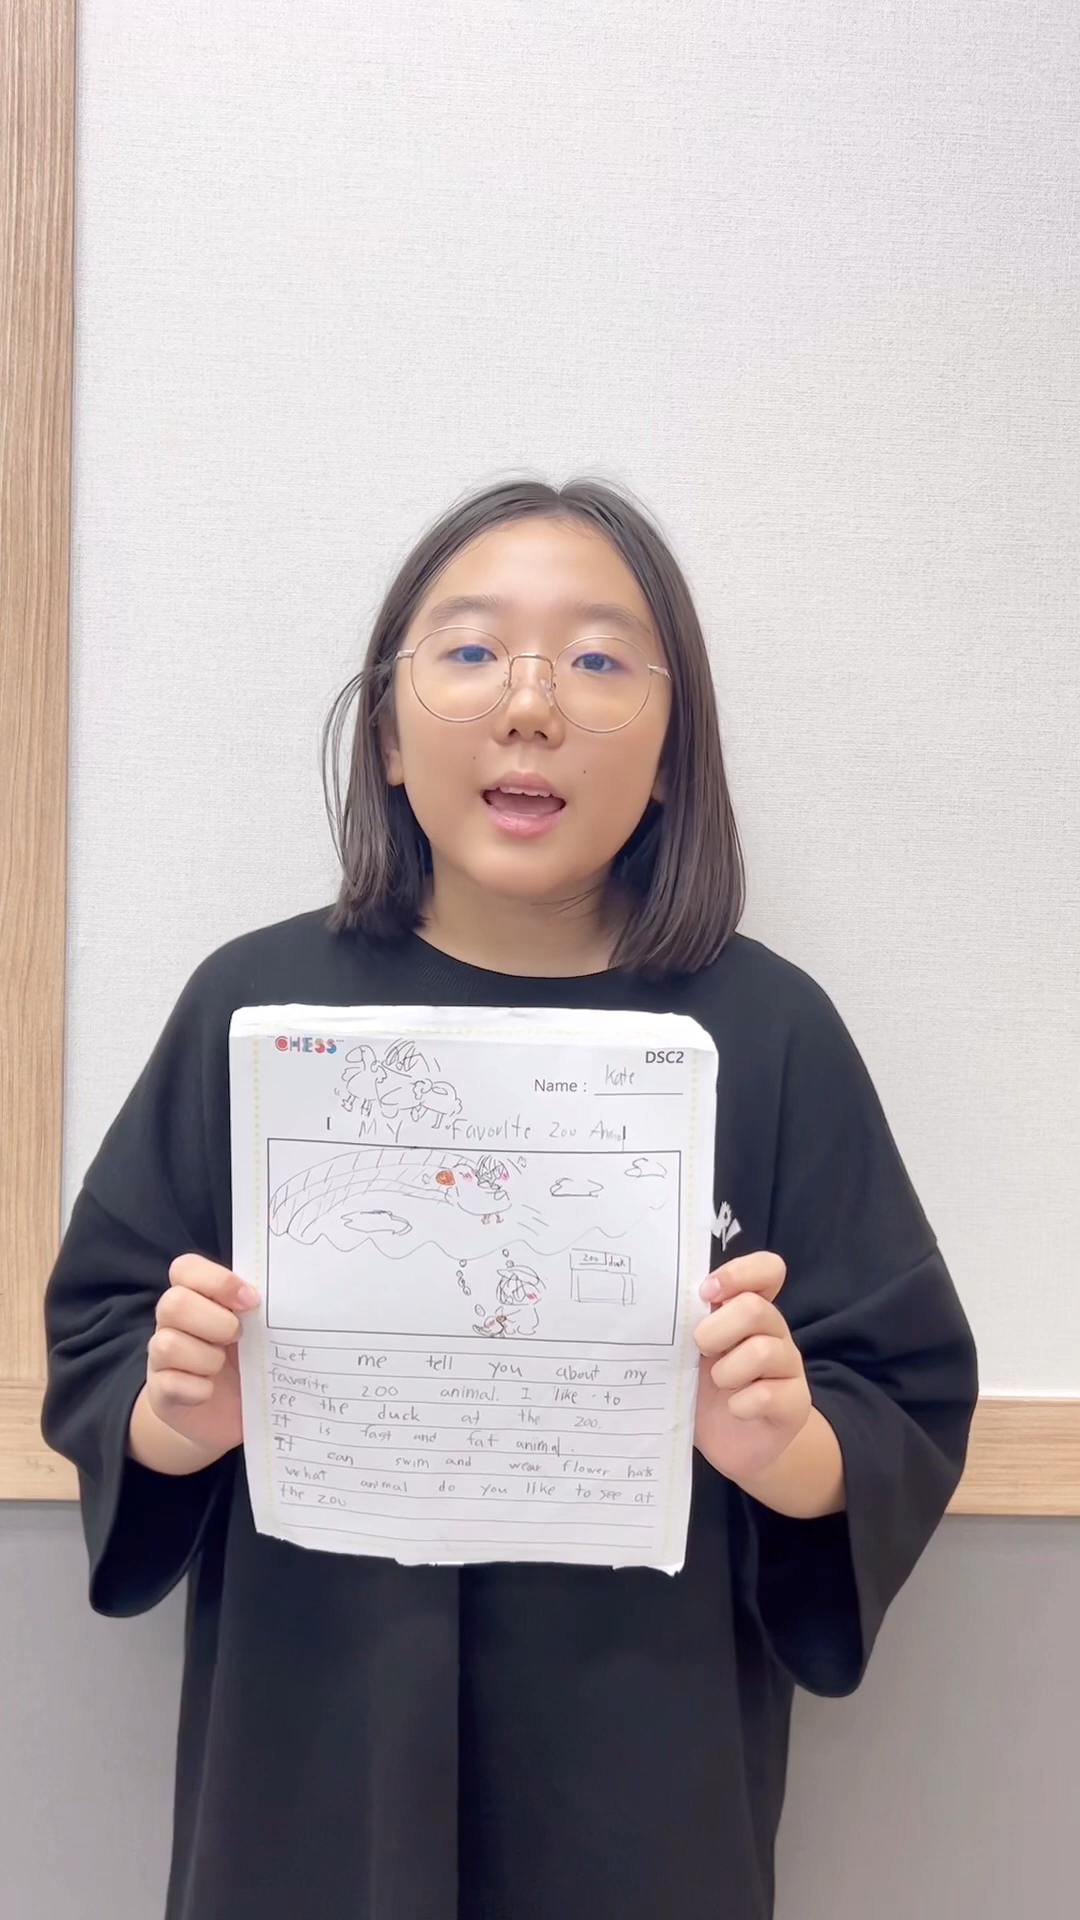 CHESS
DSC2
Name : Kate
[ MY Favorite Zoo Animal
zoo duck
Let me tell you about my
favorite zoo animal. I like to
see the duck at the zoo.
It is fast and fat animal.
It can swim and wear flower hats
what animal do you like to see at
the zoo